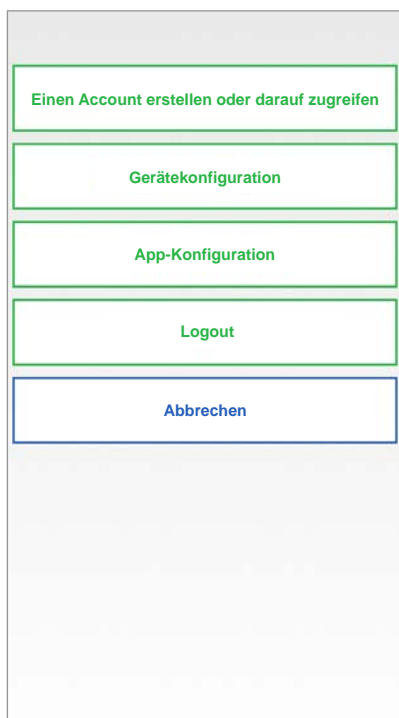 Einen Account erstellen oder darauf zugreifen
Gerätekonfiguration
App-Konfiguration
Logout
Abbrechen